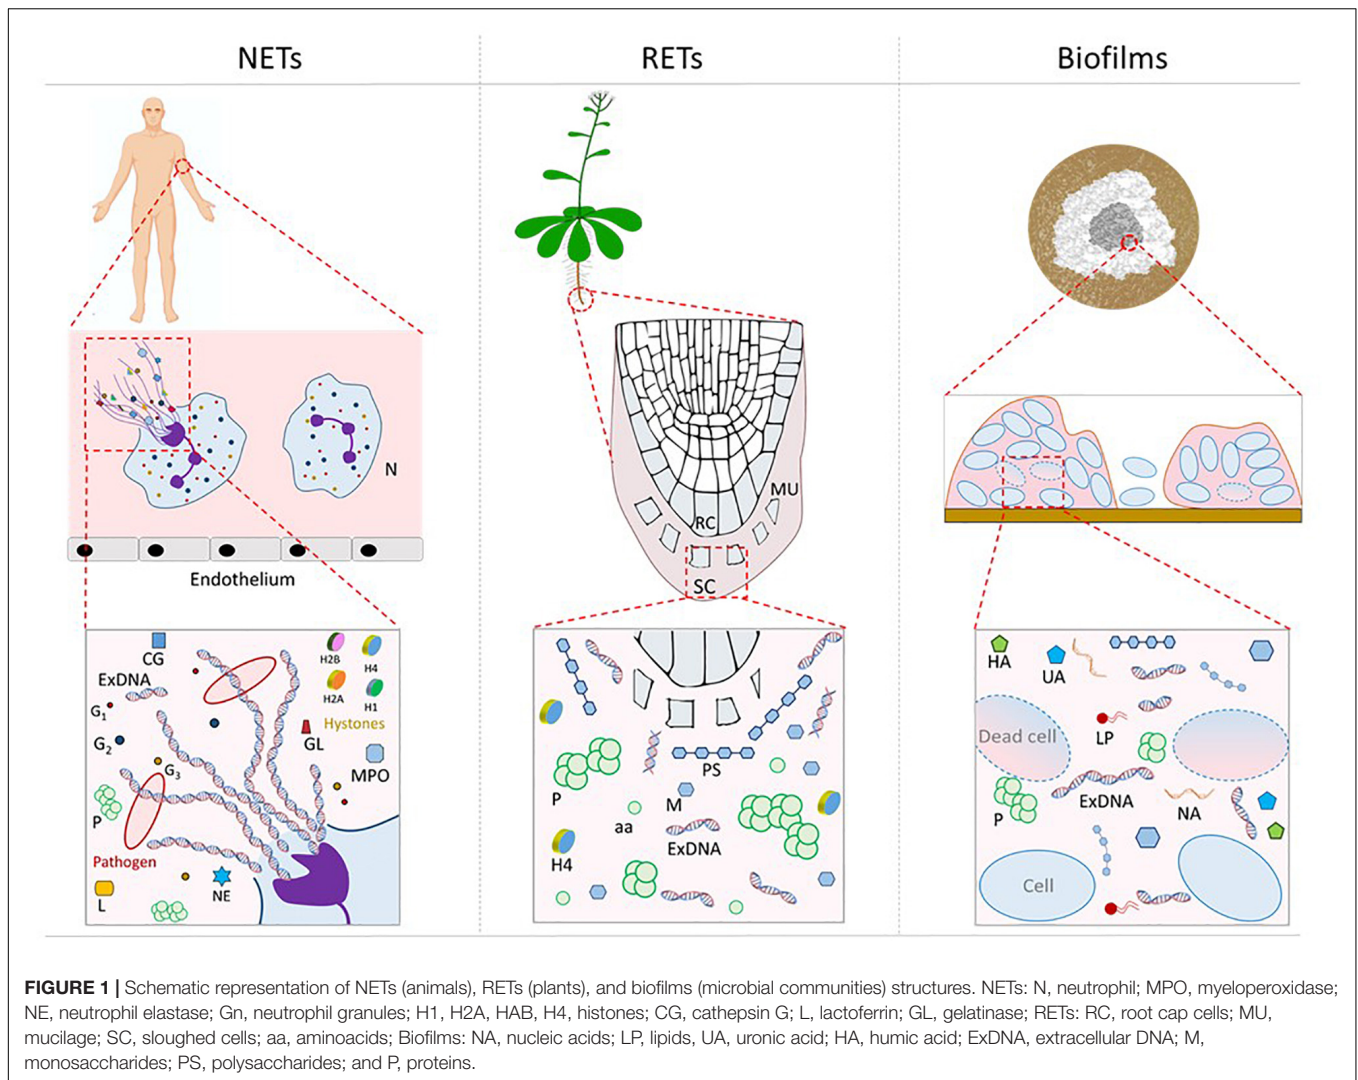 NETs
RETs
Biofilms
N
Endothelium
MU
RC
SC
CG
ExDNA
G1
G2
G3
P
Pathogen
L
NE
H2B
H4
H2A
H1
Hystones
GL
MPO
PS
P
M
aa
ExDNA
H4
HA
UA
Dead cell
LP
ExDNA
NA
P
Cell
FIGURE 1 | Schematic representation of NETs (animals), RETs (plants), and biofilms (microbial communities) structures. NETs: N, neutrophil; MPO, myeloperoxidase;
NE, neutrophil elastase; Gn, neutrophil granules; H1, H2A, HAB, H4, histones; CG, cathepsin G; L, lactoferrin; GL, gelatinase; RETs: RC, root cap cells; MU,
mucilage; SC, sloughed cells; aa, aminoacids; Biofilms: NA, nucleic acids; LP, lipids, UA, uronic acid; HA, humic acid; ExDNA, extracellular DNA; M,
monosaccharides; PS, polysaccharides; and P, proteins.